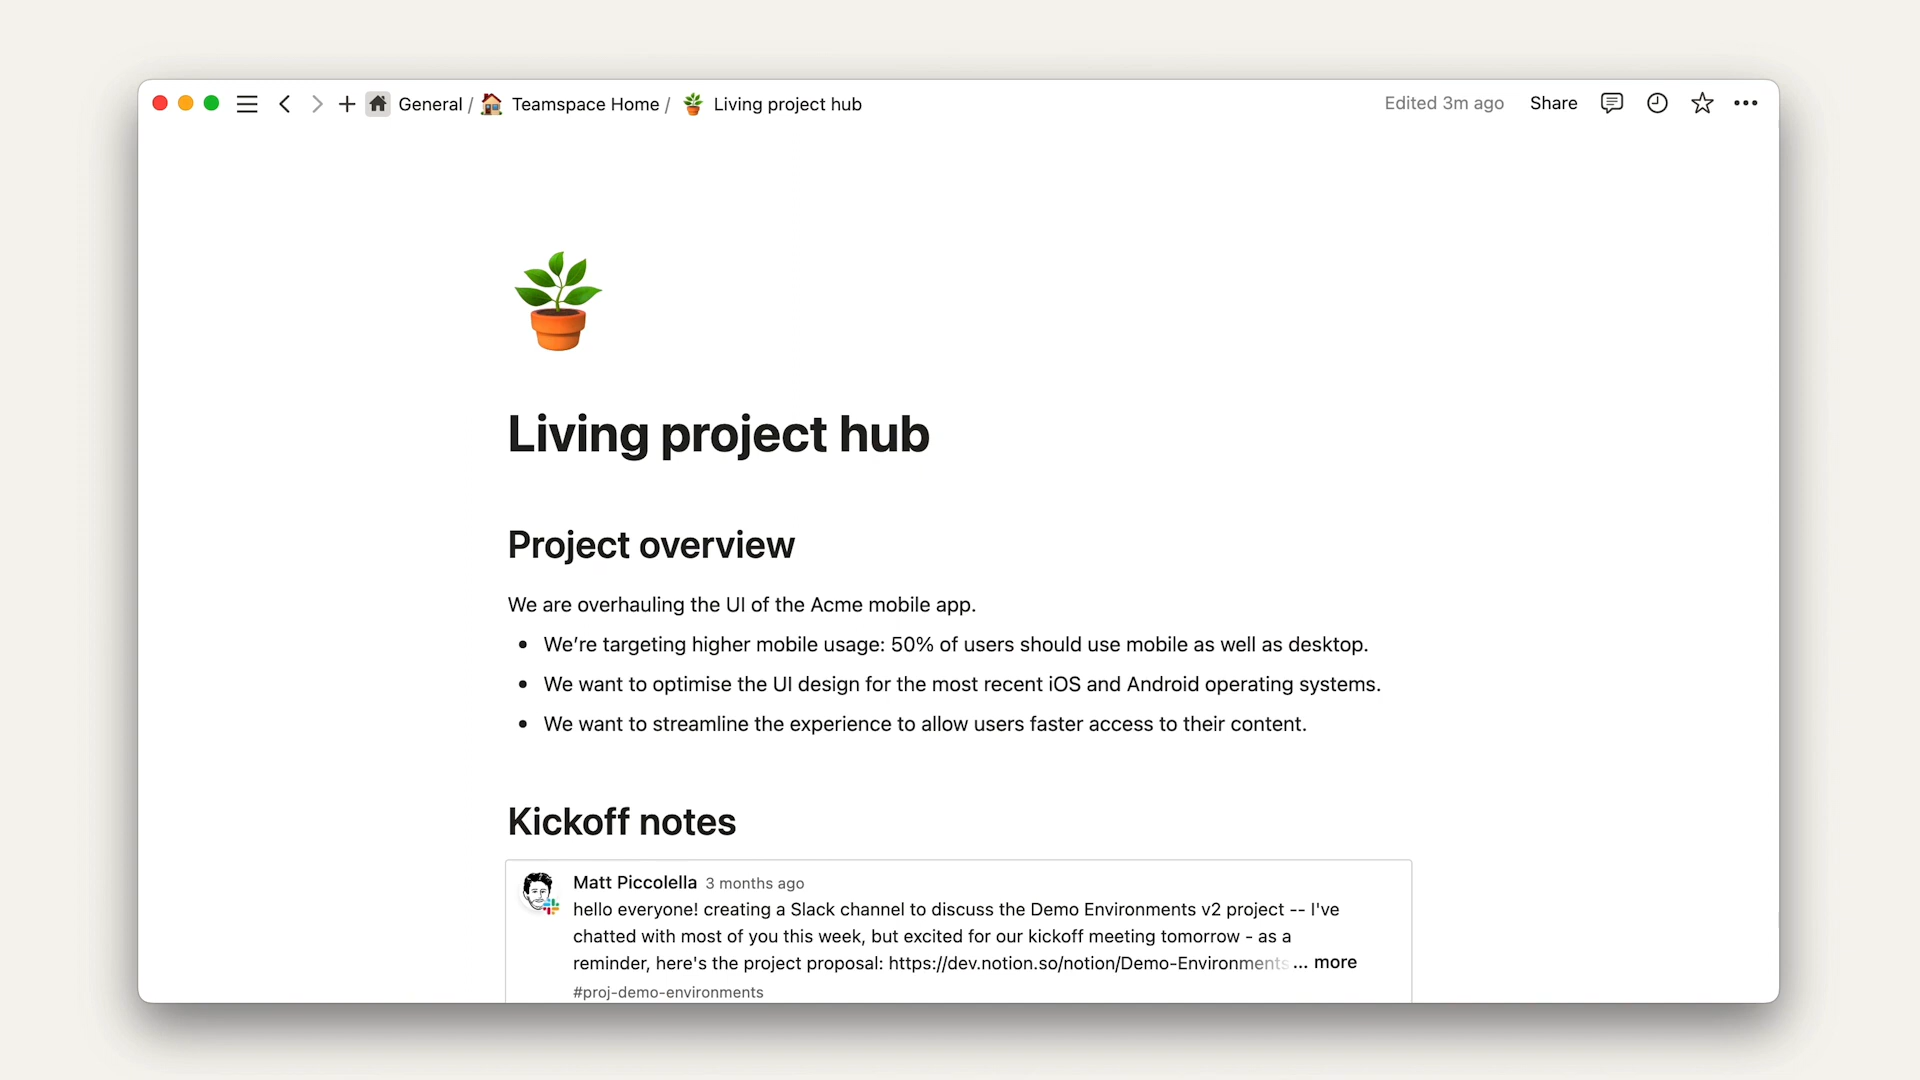 General / Teamspace Home / Living project hub
Edited 3m ago Share
Living project hub
Project overview
We are overhauling the UI of the Acme mobile app.
• We’re targeting higher mobile usage: 50% of users should use mobile as well as desktop.
• We want to optimise the UI design for the most recent iOS and Android operating systems.
• We want to streamline the experience to allow users faster access to their content.
Kickoff notes
Matt Piccolella 3 months ago
hello everyone! creating a Slack channel to discuss the Demo Environments v2 project -- I've
chatted with most of you this week, but excited for our kickoff meeting tomorrow - as a
reminder, here's the project proposal: https://dev.notion.so/notion/Demo-Environments ... more
#proj-demo-environments